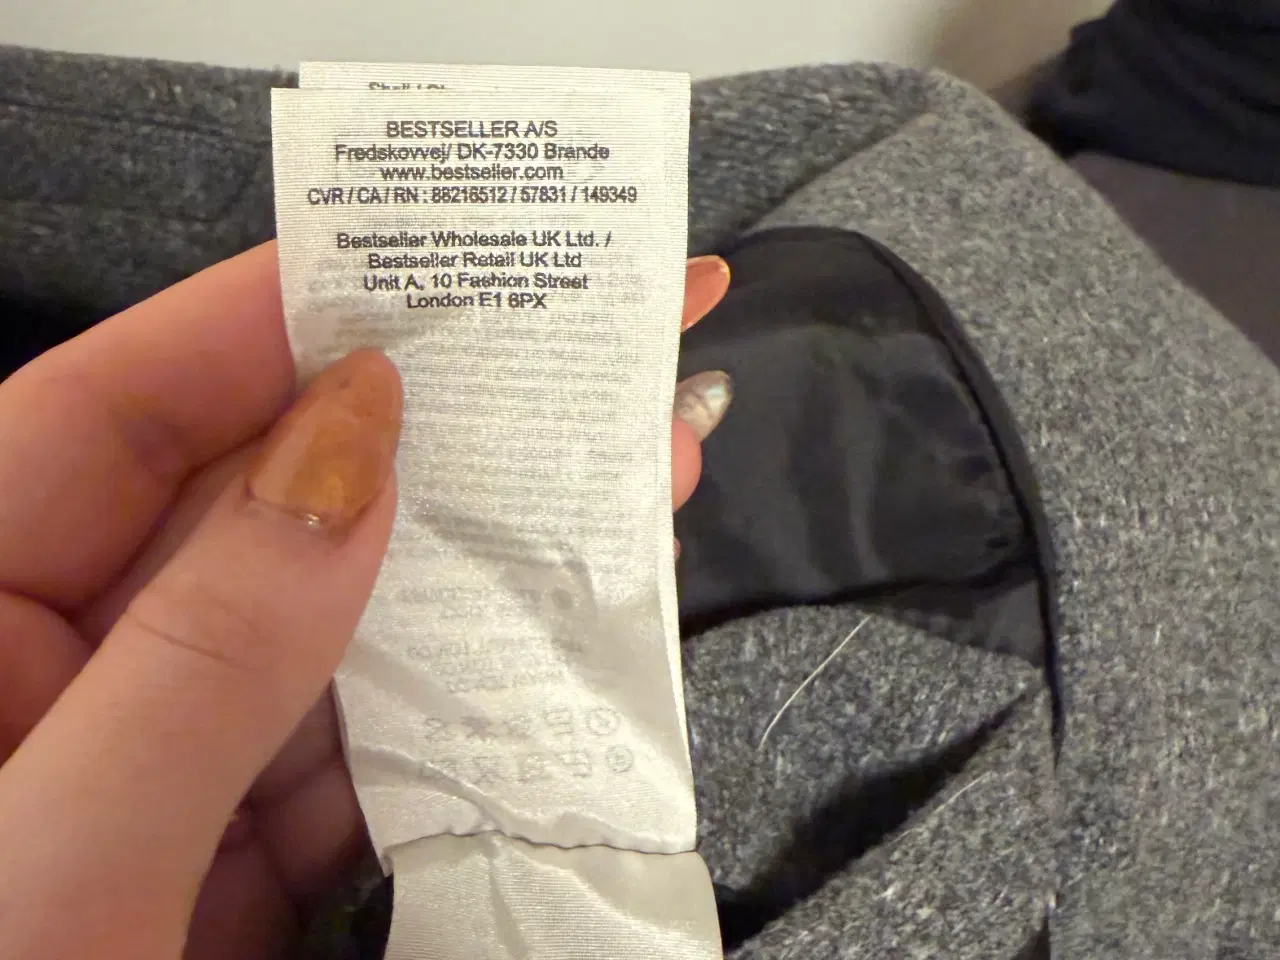 BESTSELLER A/S
Fredskovvej/ DK-7330 Brande
www.bestseller.com
CVR / CA / RN : 88216512 / 57831 / 149349
Bestseller Wholesale UK Ltd. /
Bestseller Retail UK Ltd
Unit A, 10 Fashion Street
London E1 6PX